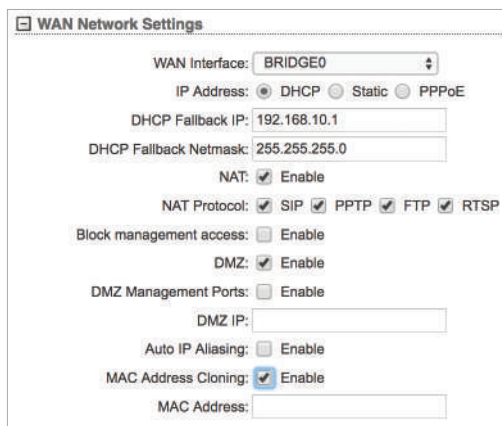 WAN Network Settings
WAN Interface: BRIDGE0
IP Address: DHCP Static PPPoE
DHCP Fallback IP: 192.168.10.1
DHCP Fallback Netmask: 255.255.255.0
NAT: Enable
NAT Protocol: SIP PPTP FTP RTSP
Block management access: Enable
DMZ: Enable
DMZ Management Ports: Enable
DMZ IP:
Auto IP Aliasing: Enable
MAC Address Cloning: Enable
MAC Address: